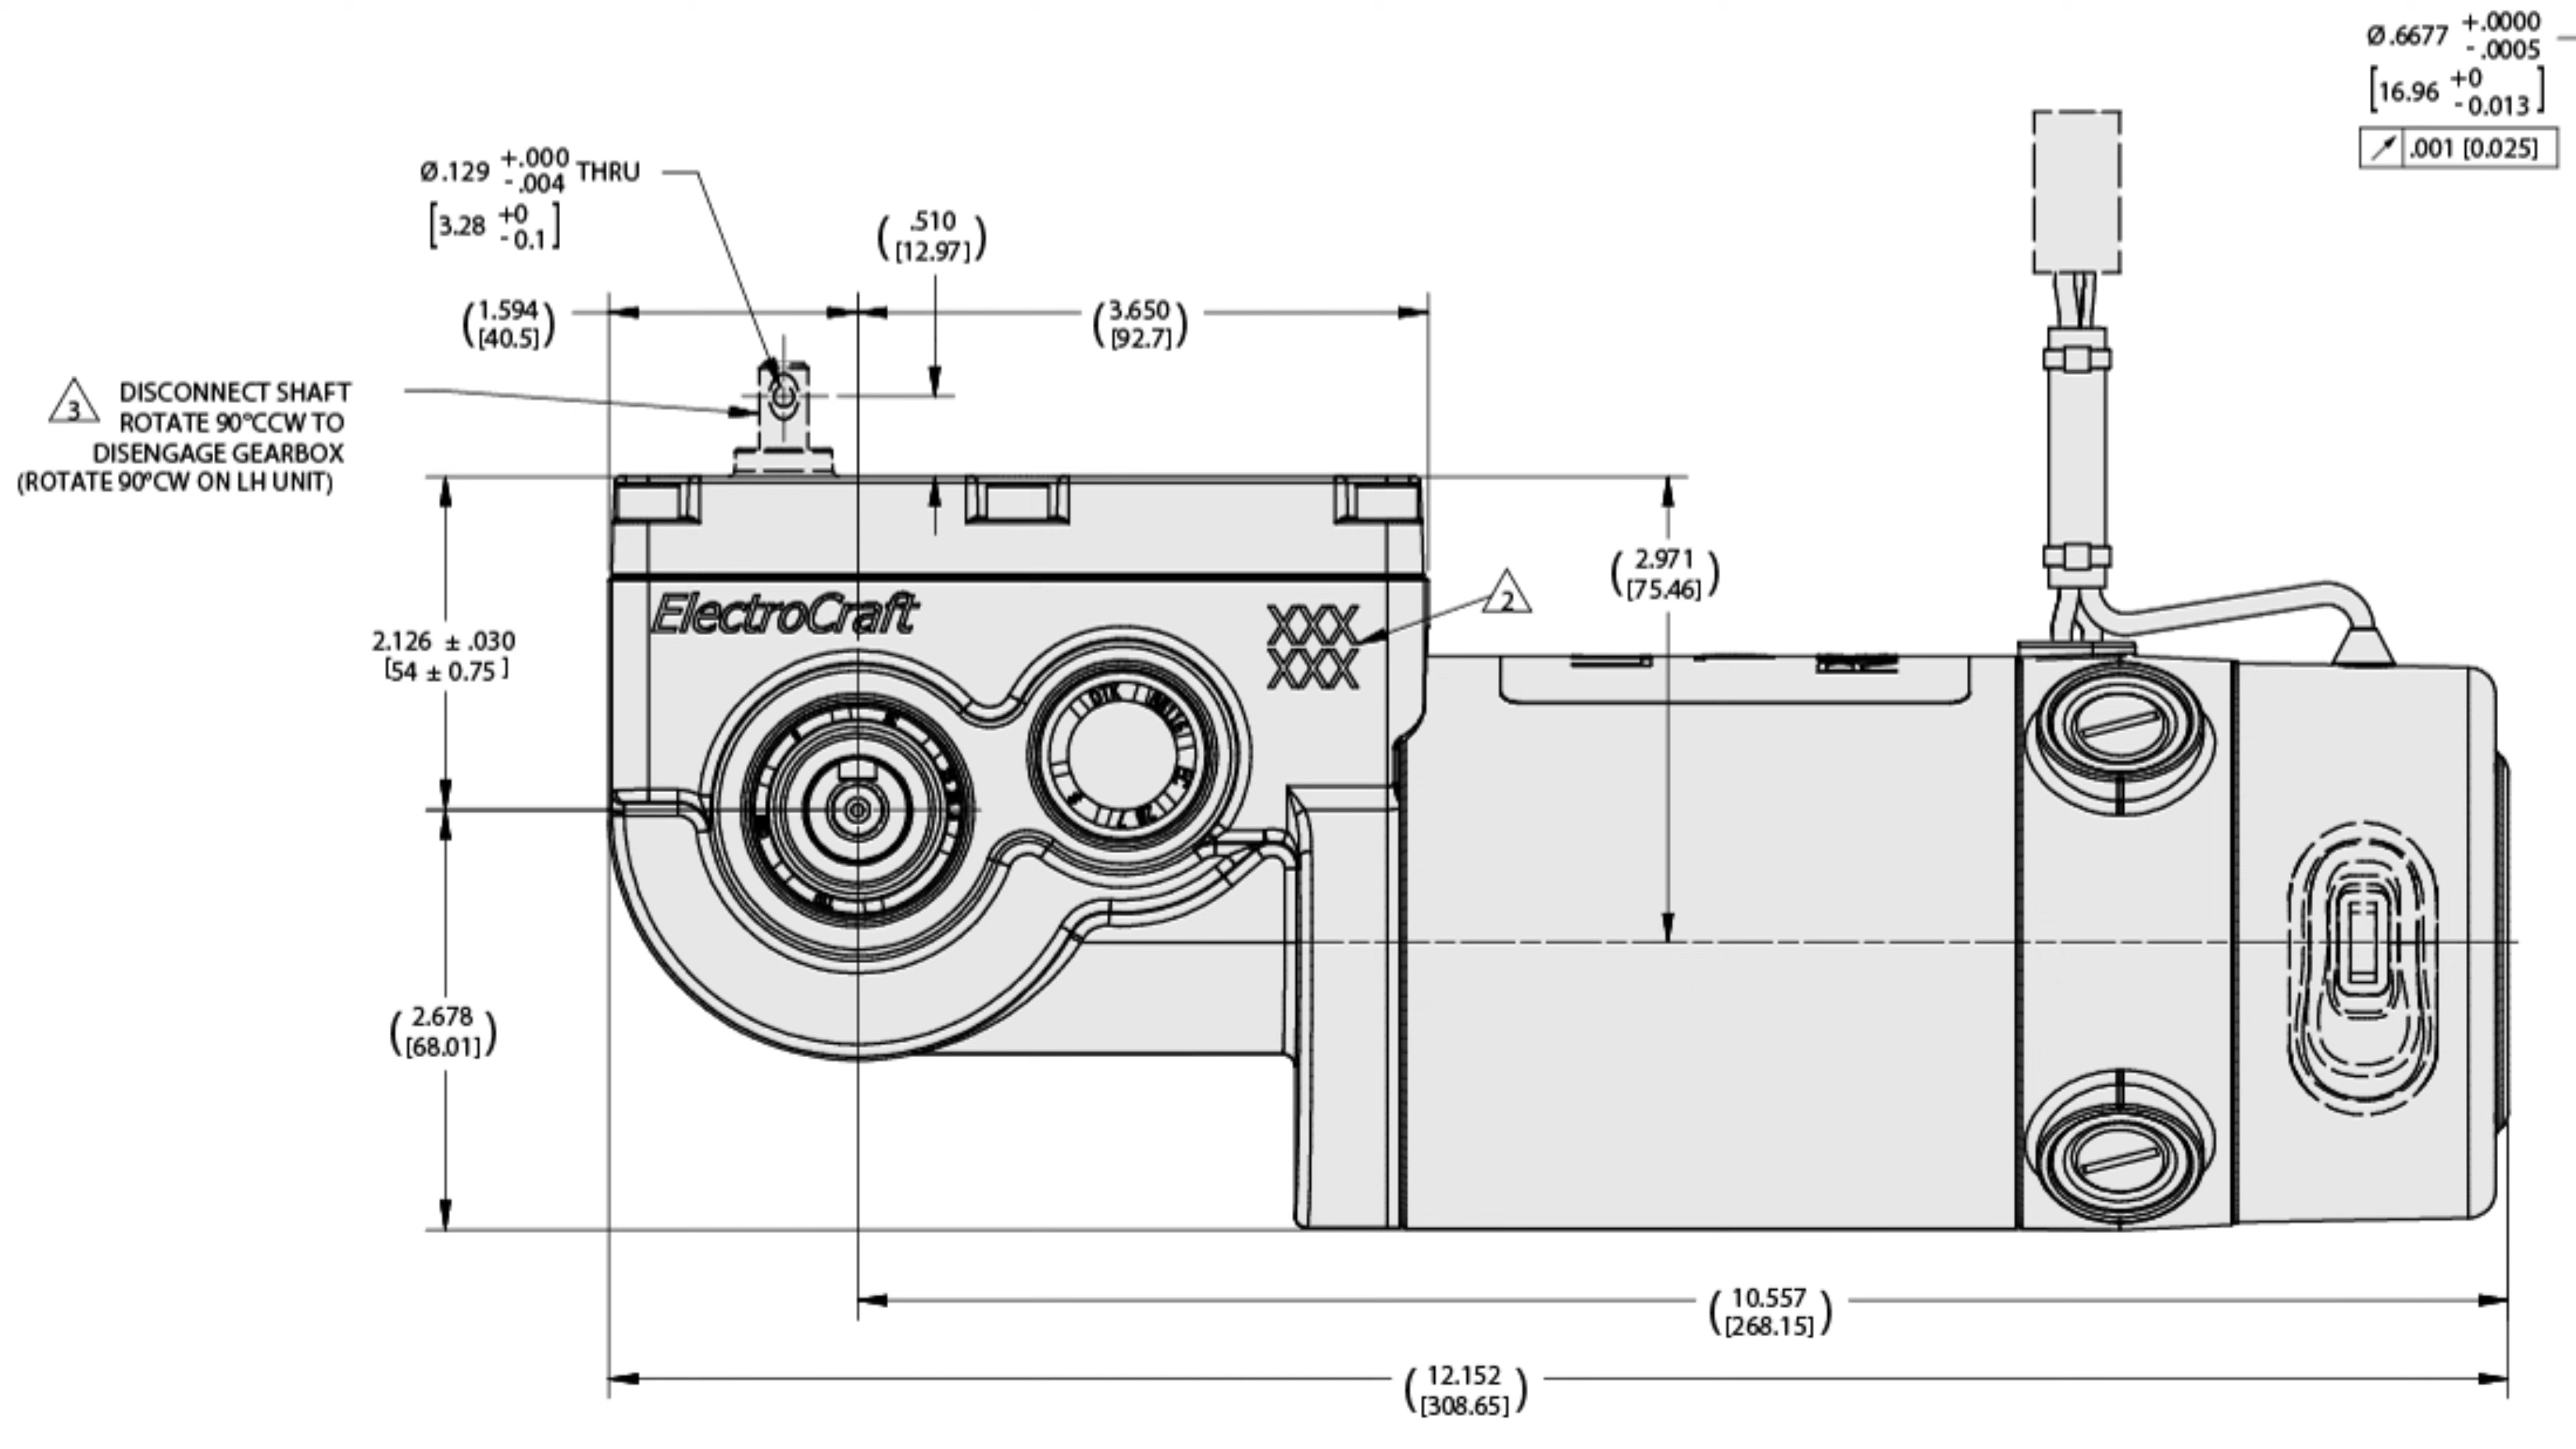 Ø.6677 +.0000
- .0005
[16.96 +0
- 0.013]
.001 [0.025]
Ø.129 +.000 THRU
- .004
[3.28 +0
- 0.1]
(.510
[12.97])
(1.594
[40.5])
(3.650
[92.7])
3 DISCONNECT SHAFT
ROTATE 90°CCW TO
DISENGAGE GEARBOX
(ROTATE 90°CW ON LH UNIT)
(2.971
[75.46])
2
ElectroCraft
XXX
XXX
2.126 ± .030
[54 ± 0.75 ]
(2.678
[68.01])
(10.557
[268.15])
(12.152
[308.65])